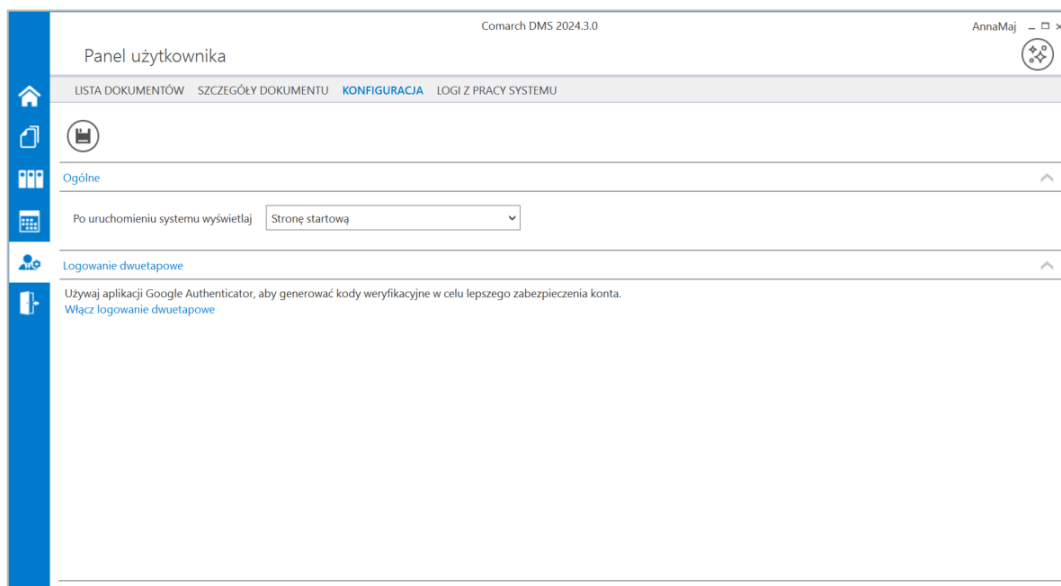 Comarch DMS 2024.3.0
AnnaMaj
Panel użytkownika
LISTA DOKUMENTÓW SZCZEGÓŁY DOKUMENTU KONFIGURACJA LOGI Z PRACY SYSTEMU
Ogólne
Po uruchomieniu systemu wyświetlaj Stronę startową
Logowanie dwuetapowe
Używaj aplikacji Google Authenticator, aby generować kody weryfikacyjne w celu lepszego zabezpieczenia konta.
Włącz logowanie dwuetapowe